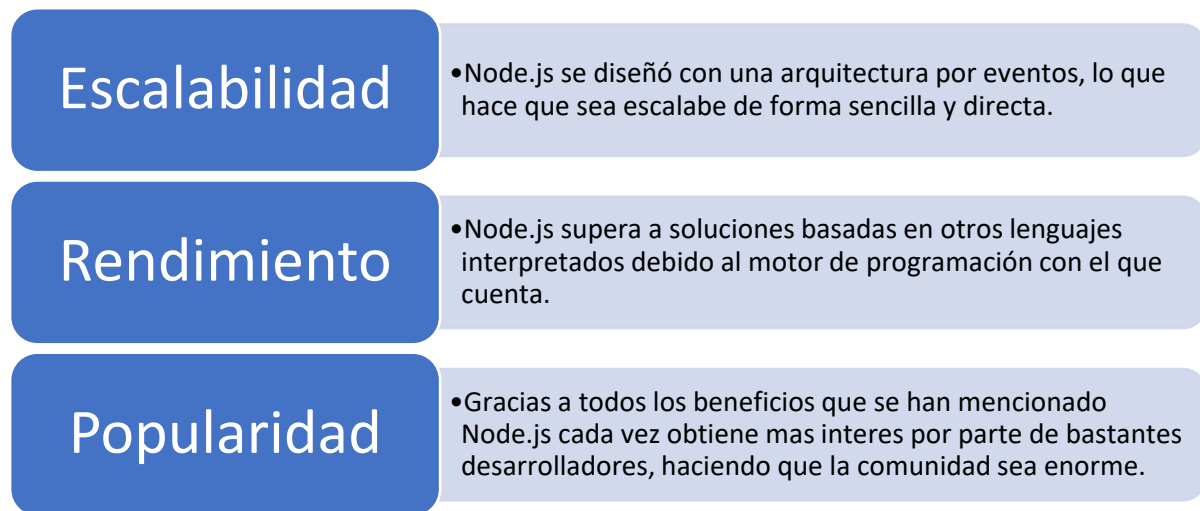 Escalabilidad
•Node.js se diseñó con una arquitectura por eventos, lo que
hace que sea escalabe de forma sencilla y directa.
Rendimiento
•Node.js supera a soluciones basadas en otros lenguajes
interpretados debido al motor de programación con el que
cuenta.
Popularidad
•Gracias a todos los beneficios que se han mencionado
Node.js cada vez obtiene mas interes por parte de bastantes
desarrolladores, haciendo que la comunidad sea enorme.